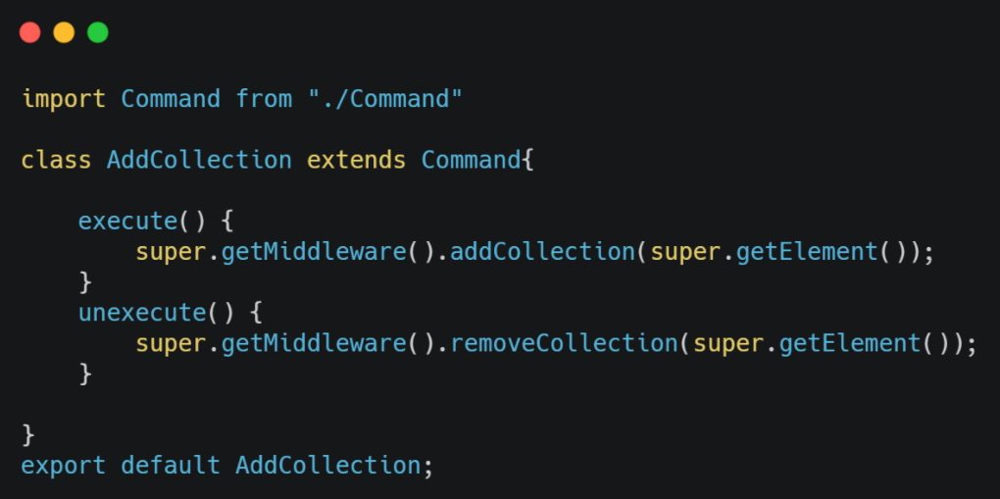 import Command from "./Command"
class AddCollection extends Command{
execute() {
super.getMiddleware().addCollection(super.getElement());
}
unexecute() {
super.getMiddleware().removeCollection(super.getElement());
}
}
export default AddCollection;